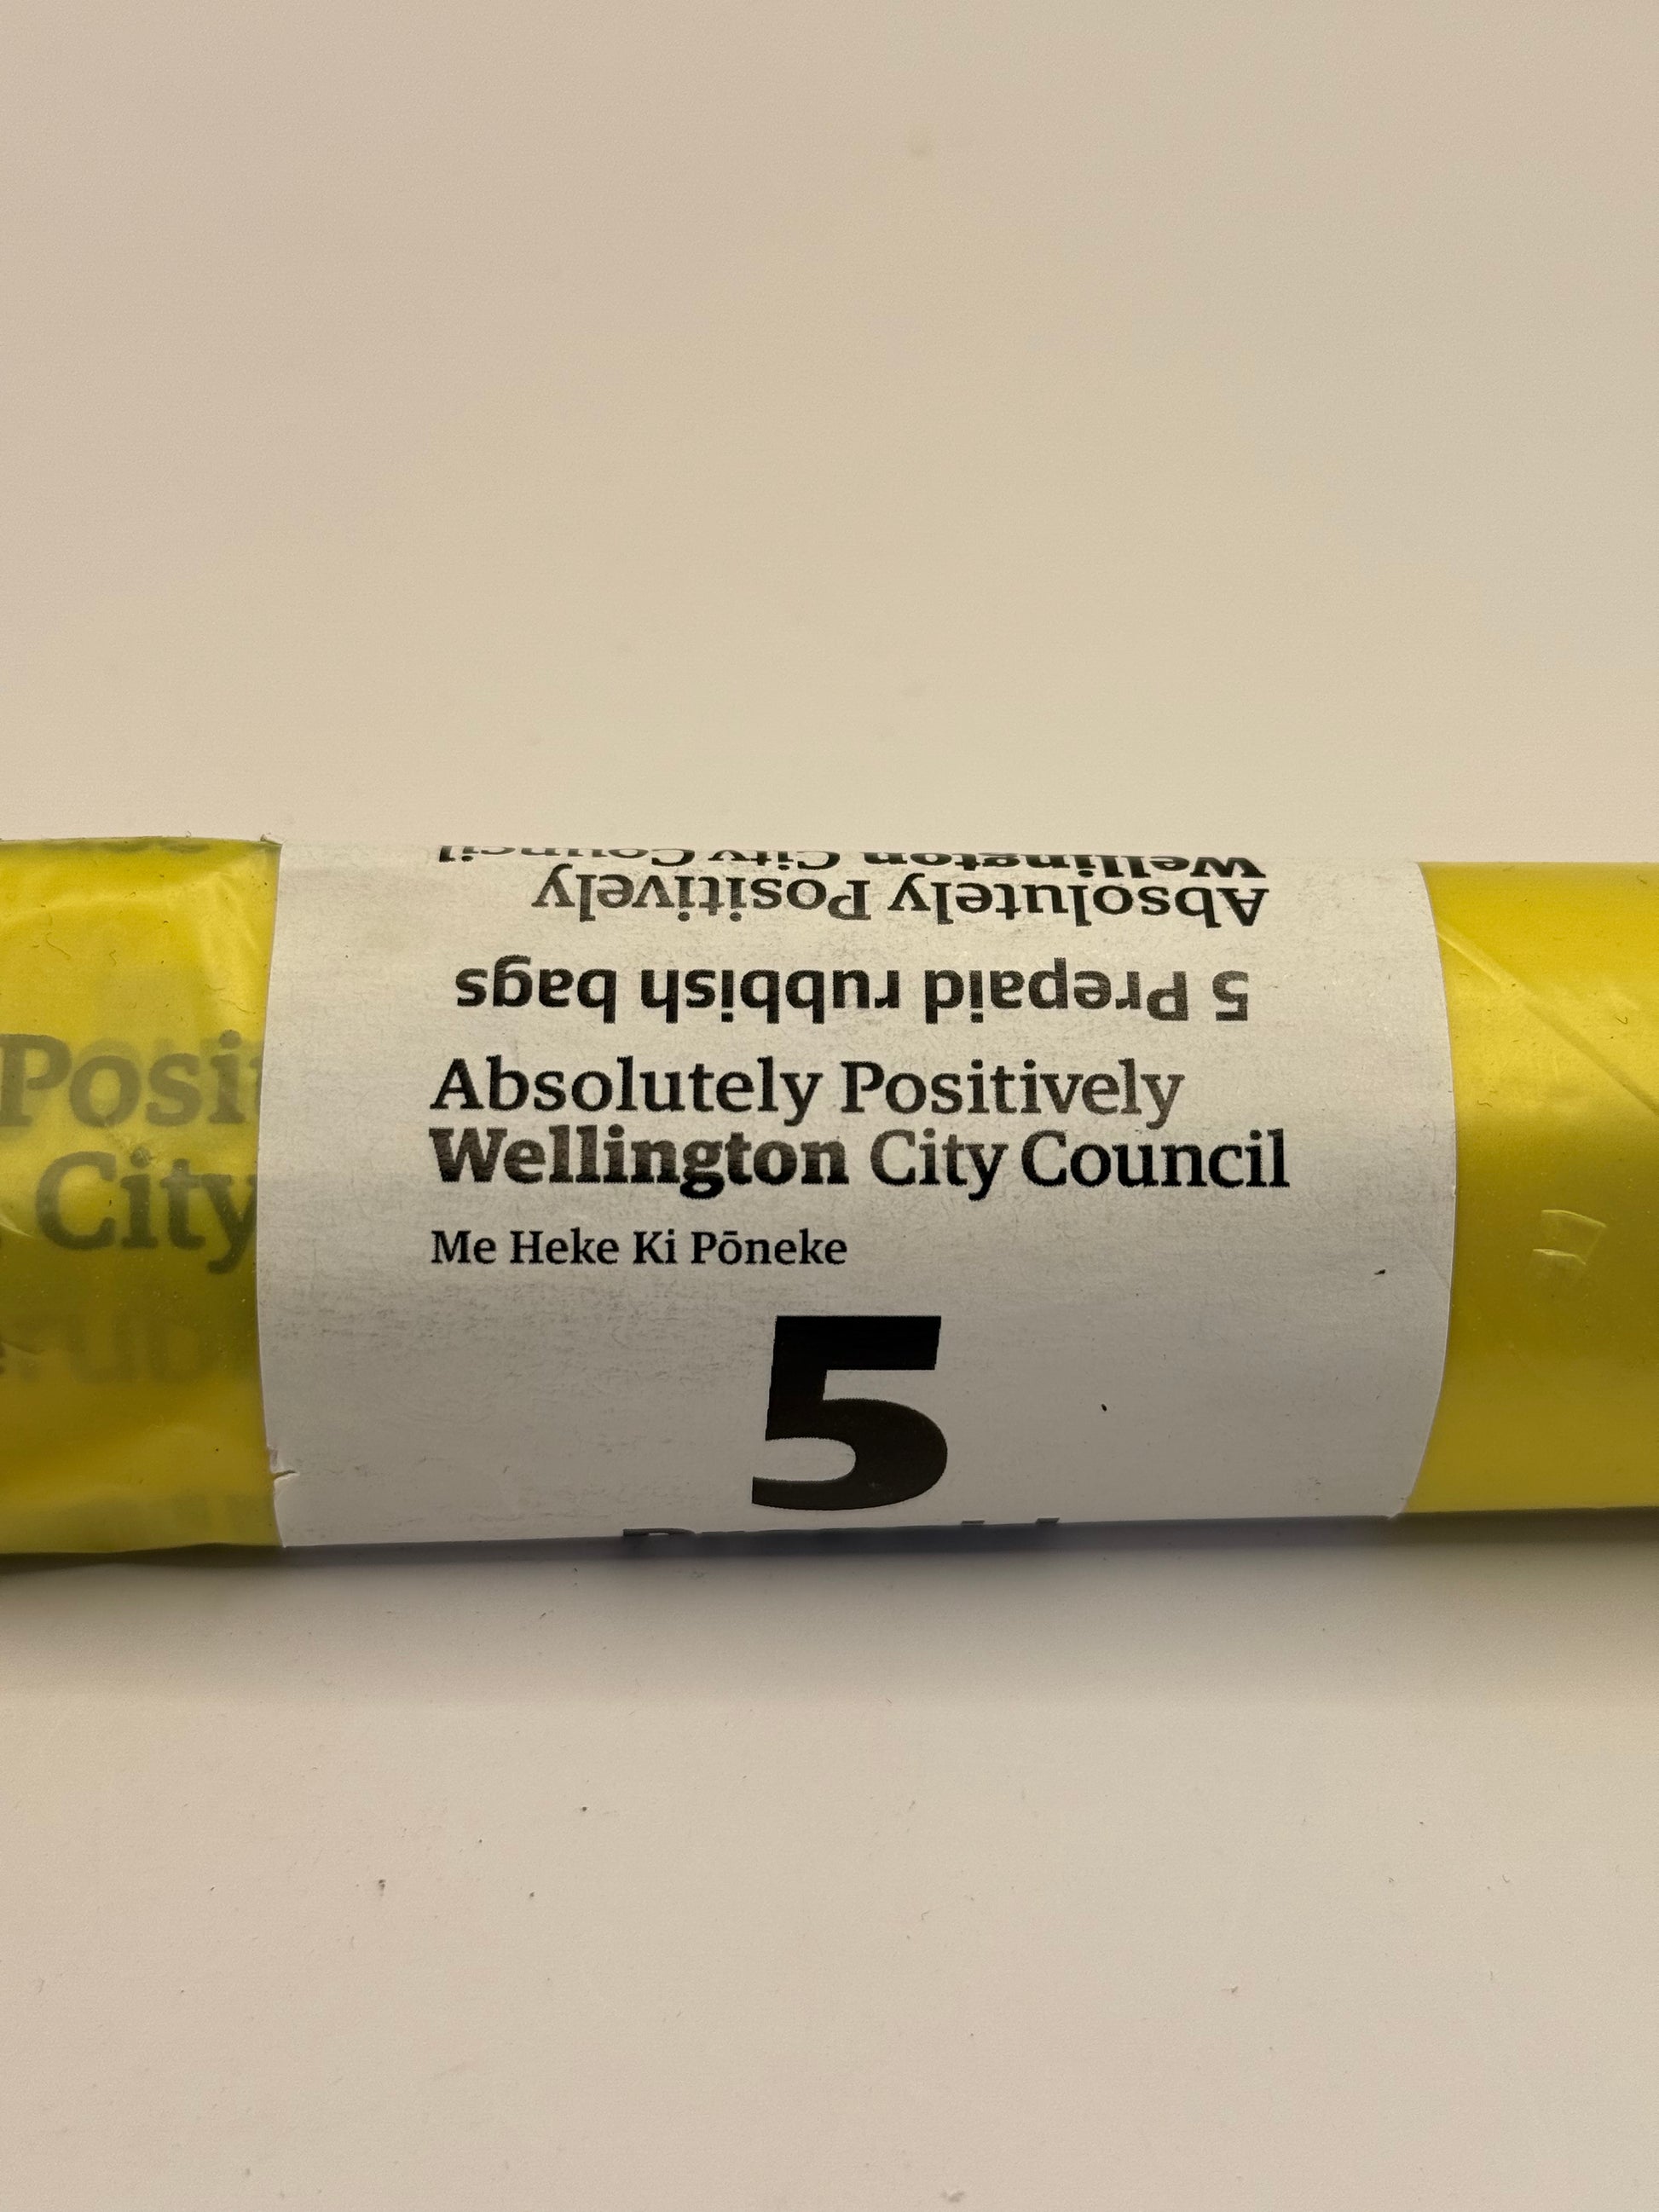 Wellington City Council
Absolutely Positively
5 Prepaid rubbish bags
Absolutely Positively
Wellington City Council
Me Heke Ki Pōneke
5
City